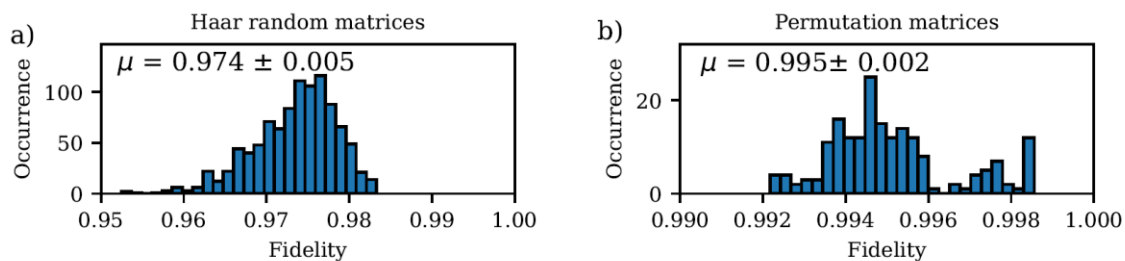 a)
Haar random matrices
μ = 0.974 ± 0.005
Occurrence
100
50
0
0.95 0.96 0.97 0.98 0.99 1.00
Fidelity
b)
Permutation matrices
μ = 0.995± 0.002
Occurrence
20
0
0.990 0.992 0.994 0.996 0.998 1.000
Fidelity